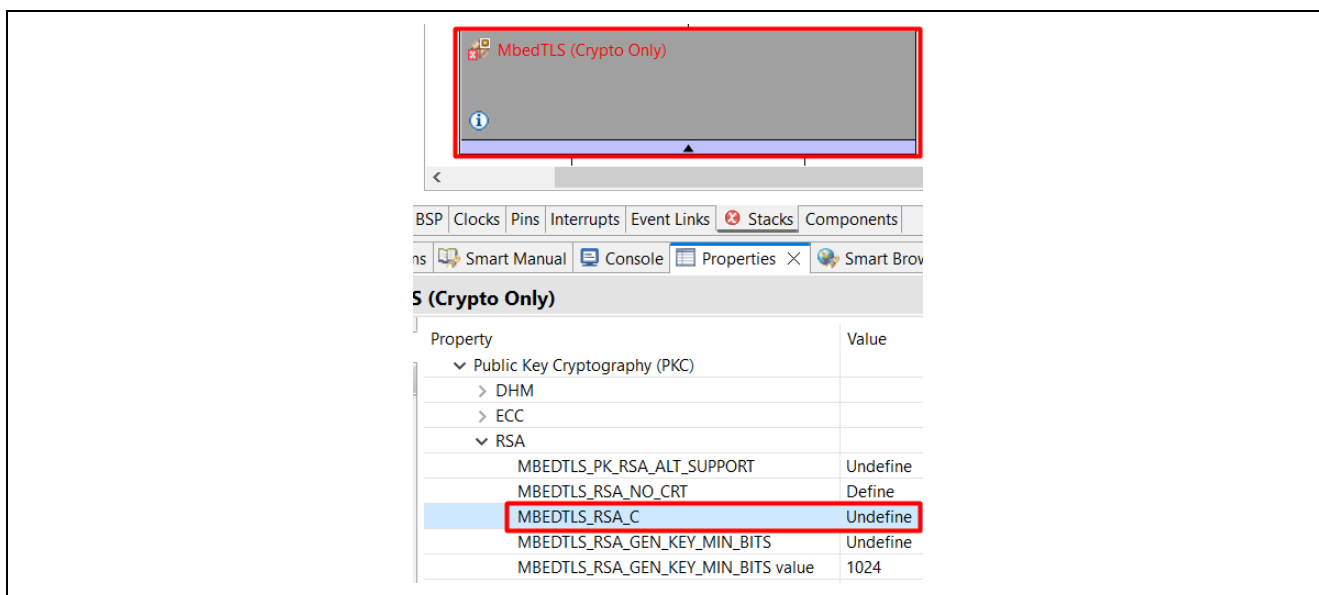 MbedTLS (Crypto Only)
BSP Clocks Pins Interrupts Event Links Stacks Components
ns Smart Manual Console Properties Smart Brow
S (Crypto Only)
Property Value
Public Key Cryptography (PKC)
DHM
ECC
RSA
MBEDTLS_PK_RSA_ALT_SUPPORT Undefine
MBEDTLS_RSA_NO_CRT Define
MBEDTLS_RSA_C Undefine
MBEDTLS_RSA_GEN_KEY_MIN_BITS Undefine
MBEDTLS_RSA_GEN_KEY_MIN_BITS value 1024